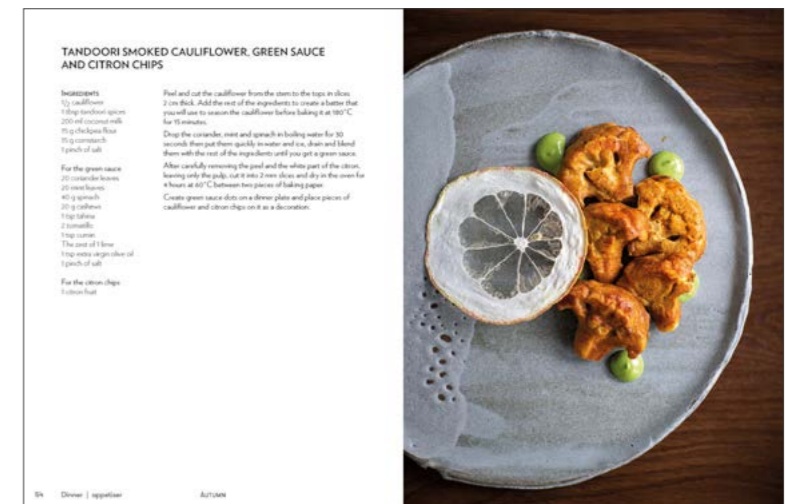 TANDOORI SMOKED CAULIFLOWER, GREEN SAUCE
AND CITRON CHIPS
INGREDIENTS
½ cauliflower
1 tbsp tandoori spices
200 ml coconut milk
75 g chickpea flour
15 g cornstarch
1 pinch of salt
For the green sauce
20 coriander leaves
20 mint leaves
40 g spinach
20 g cashews
1 tsp tahina
2 tomatillo
1 tsp cumin
The zest of 1 lime
1 tsp extra virgin olive oil
1 pinch of salt
For the citron chips
1 citron fruit
Peel and cut the cauliflower from the stem to the tops in slices
2 cm thick. Add the rest of the ingredients to create a batter that
you will use to season the cauliflower before baking it at 180°C
for 15 minutes.
Drop the coriander, mint and spinach in boiling water for 30
seconds then put them quickly in water and ice, drain and blend
them with the rest of the ingredients until you get a green sauce.
After carefully removing the peel and the white part of the citron,
leaving only the pulp, cut it into 2 mm slices and dry in the oven for
4 hours at 60°C between two pieces of baking paper.
Create green sauce dots on a dinner plate and place pieces of
cauliflower and citron chips on it as a decoration.
Dinner | appetiser
AUTUMN